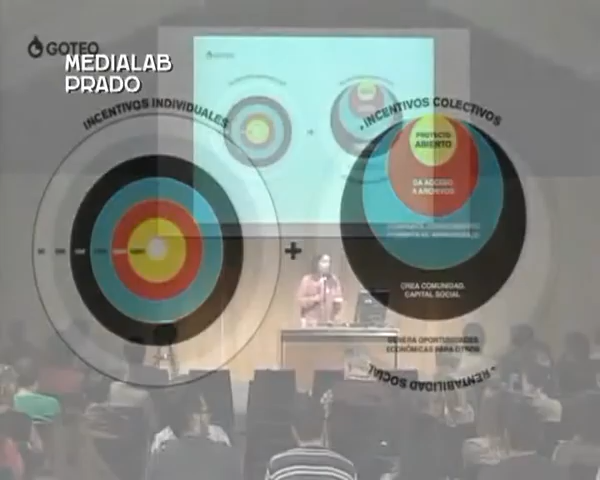 GOTEO
MEDIALAB
PRADO
INCENTIVOS INDIVIDUALES
+
+ INCENTIVOS COLECTIVOS
PROYECTO
ABIERTO
DA ACCESO
A ARCHIVOS
CREA COMUNIDAD,
CAPITAL SOCIAL
GENERA OPORTUNIDADES
ECONÓMICAS PARA OTROS
+ RENTABILIDAD SOCIAL
GOTEO